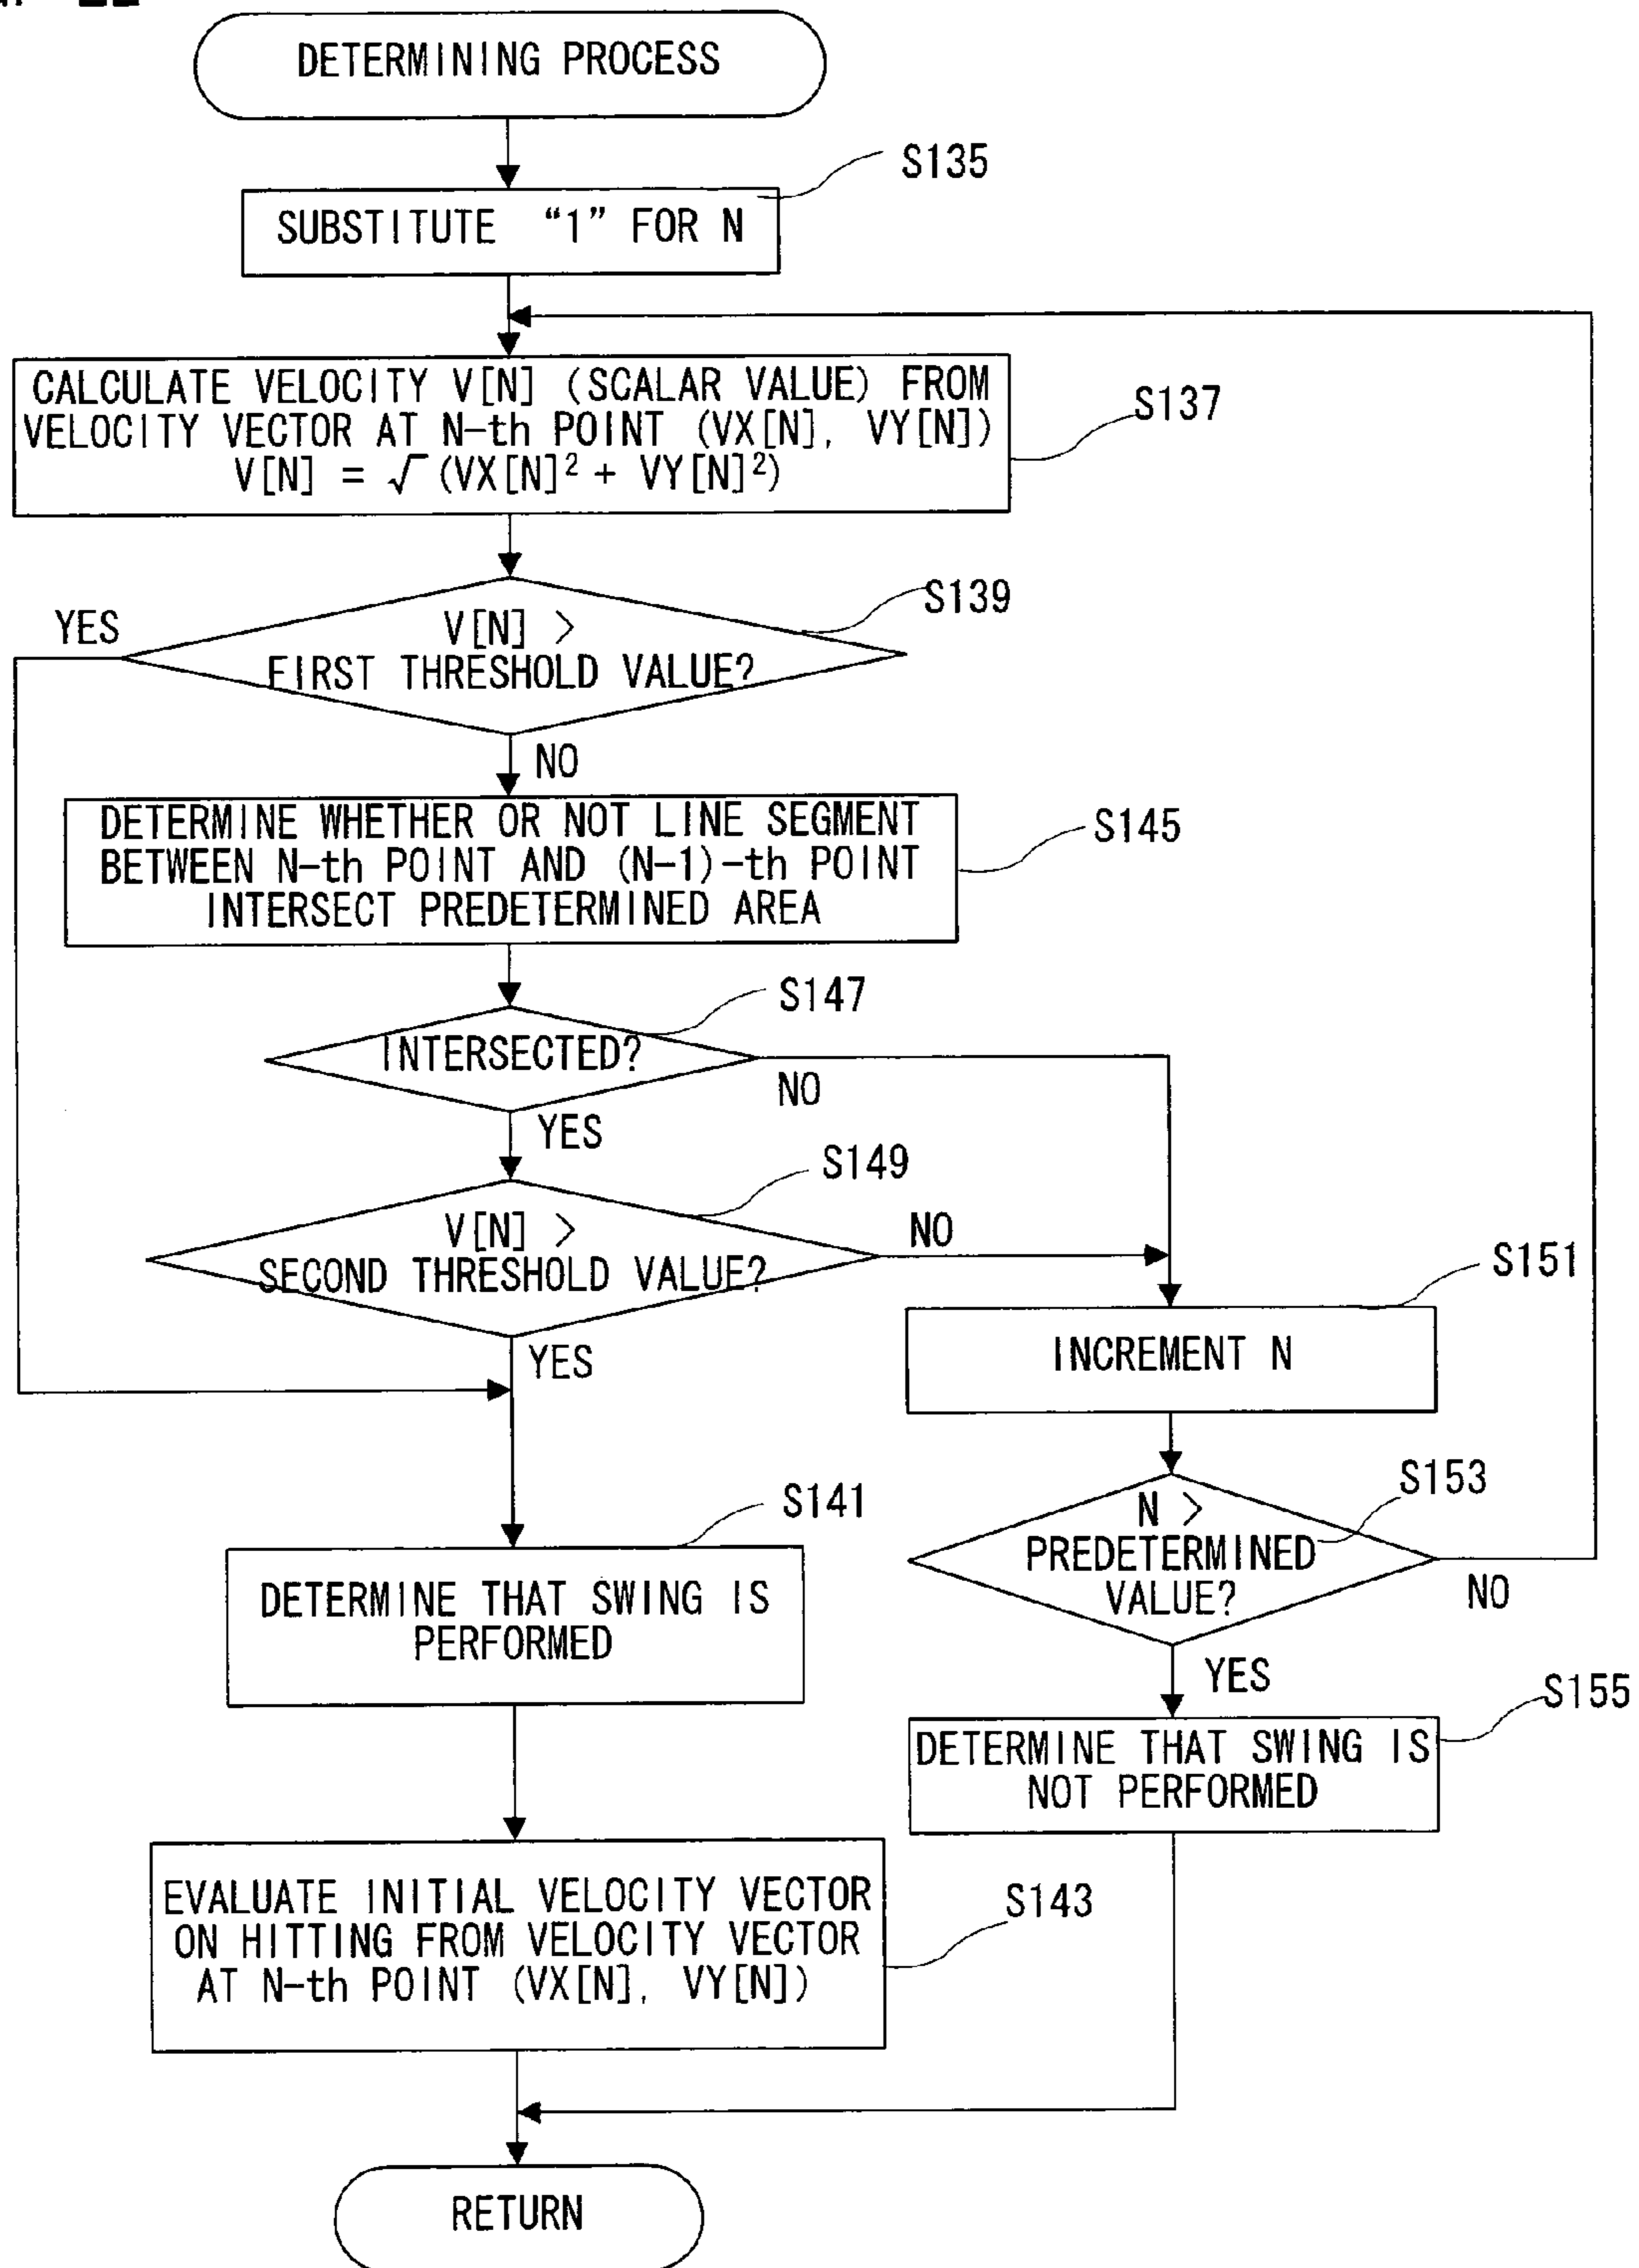 DETERMINING PROCESS
S135
SUBSTITUTE “1” FOR N
CALCULATE VELOCITY V[N] (SCALAR VALUE) FROM
VELOCITY VECTOR AT N-th POINT (VX[N], VY[N])
V[N] = √(VX[N]² + VY[N]²)
S137
S139
YES
V[N] >
FIRST THRESHOLD VALUE?
NO
DETERMINE WHETHER OR NOT LINE SEGMENT
BETWEEN N-th POINT AND (N-1)-th POINT
INTERSECT PREDETERMINED AREA
S145
S147
INTERSECTED?
NO
YES
S149
V[N] >
SECOND THRESHOLD VALUE?
NO
YES
S151
INCREMENT N
S153
N >
PREDETERMINED
VALUE?
NO
YES
S141
DETERMINE THAT SWING IS
PERFORMED
S155
DETERMINE THAT SWING IS
NOT PERFORMED
S143
EVALUATE INITIAL VELOCITY VECTOR
ON HITTING FROM VELOCITY VECTOR
AT N-th POINT (VX[N], VY[N])
RETURN